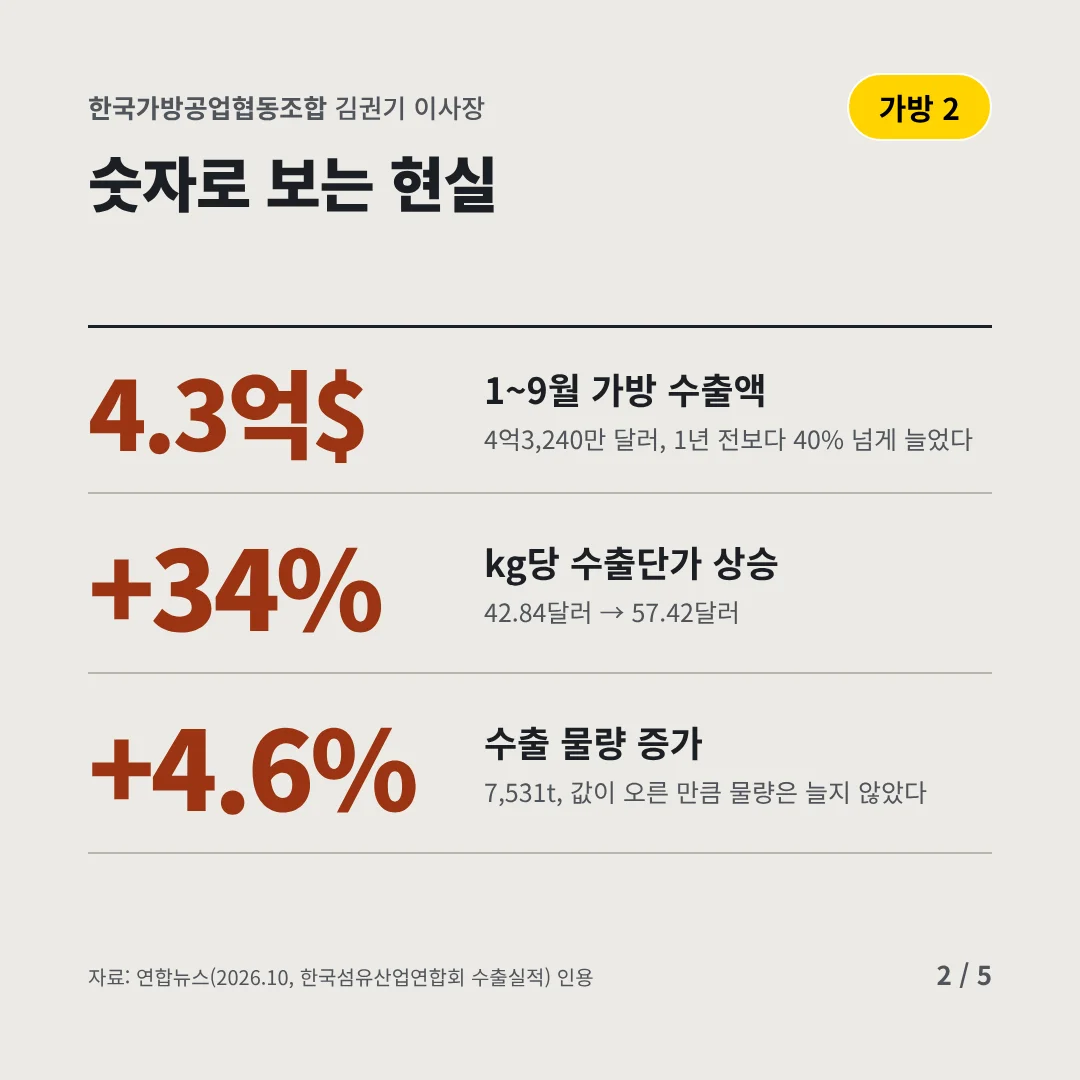 한국가방공업협동조합 김권기 이사장
가방 2
숫자로 보는 현실
4.3억$
1~9월 가방 수출액
4억3,240만 달러, 1년 전보다 40% 넘게 늘었다
+34%
kg당 수출단가 상승
42.84달러 → 57.42달러
+4.6%
수출 물량 증가
7,531t, 값이 오른 만큼 물량은 늘지 않았다
자료: 연합뉴스(2026.10, 한국섬유산업연합회 수출실적) 인용
2 / 5